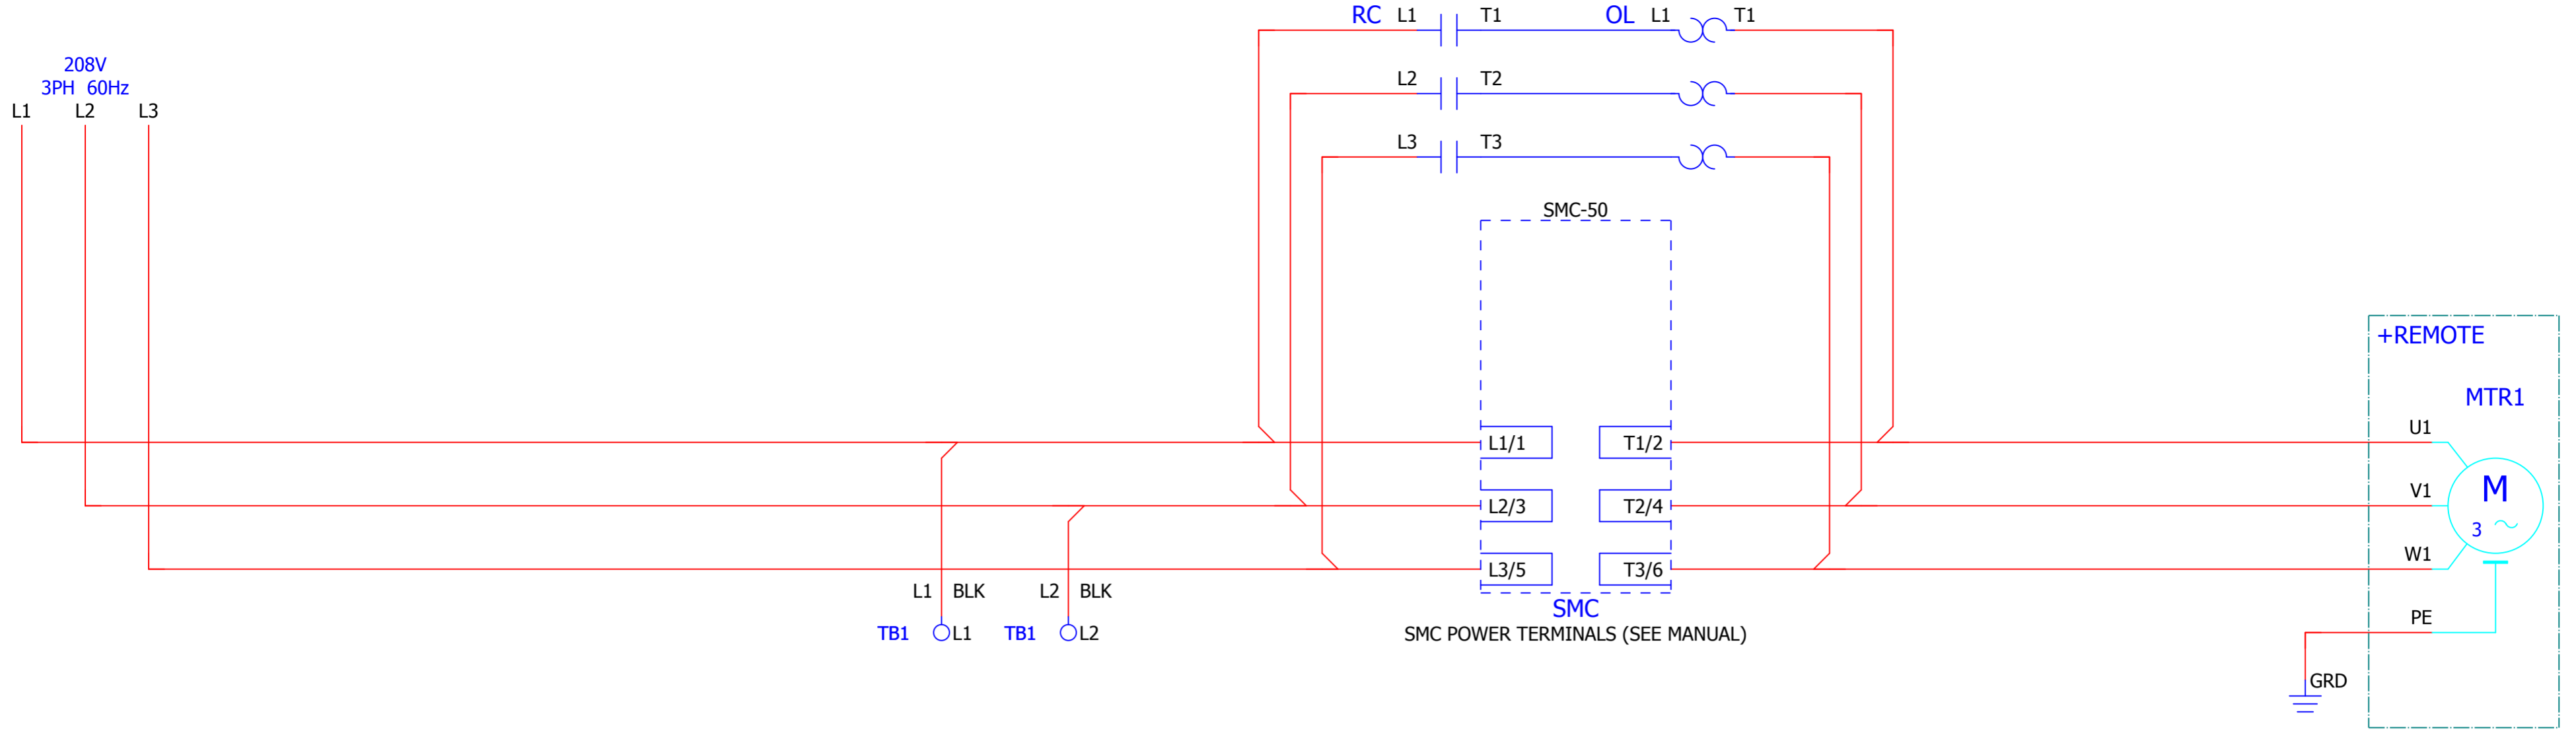 RC L1 T1 OL L1 T1
208V
3PH 60Hz
L1 L2 L3
L2 T2
L3 T3
SMC-50
+REMOTE
MTR1
U1
L1/1 T1/2
V1
M
3
L2/3 T2/4
W1
L3/5 T3/6
L1 BLK L2 BLK
SMC
PE
TB1 L1 TB1 L2
SMC POWER TERMINALS (SEE MANUAL)
GRD